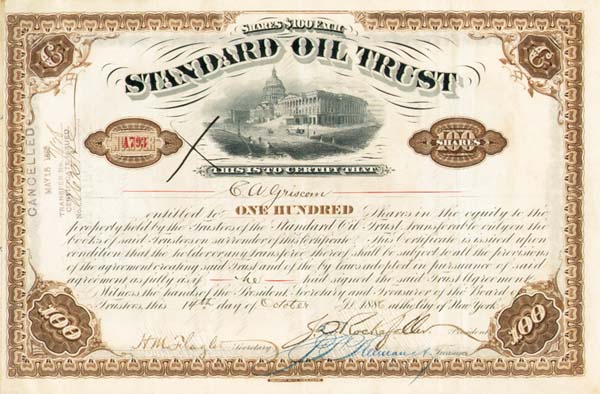 SHARES $100 EACH
STANDARD OIL TRUST
CANCELLED
MAY 18
TRANSFER
A793
100
SHARES
THIS IS TO CERTIFY THAT
C. A. Griscom
entitled to ONE HUNDRED Shares in the equity to the
property held by the Trustees of the Standard Oil Trust, transferable only on the
books of said Trustees on surrender of this Certificate. This Certificate is issued upon
condition that the holder or any transferee thereof shall be subject to all the provisions
of the agreement creating said Trust and of the by laws adopted in pursuance of said
agreement as fully as if he had signed the said Trust Agreement.
Witness the hands of the President Secretary and Treasurer of the Board of
Trustees this 14th day of October A.D. at the City of New York.
100
H.M. Flagler Secretary
J.D. Rockefeller President
Treasurer
100